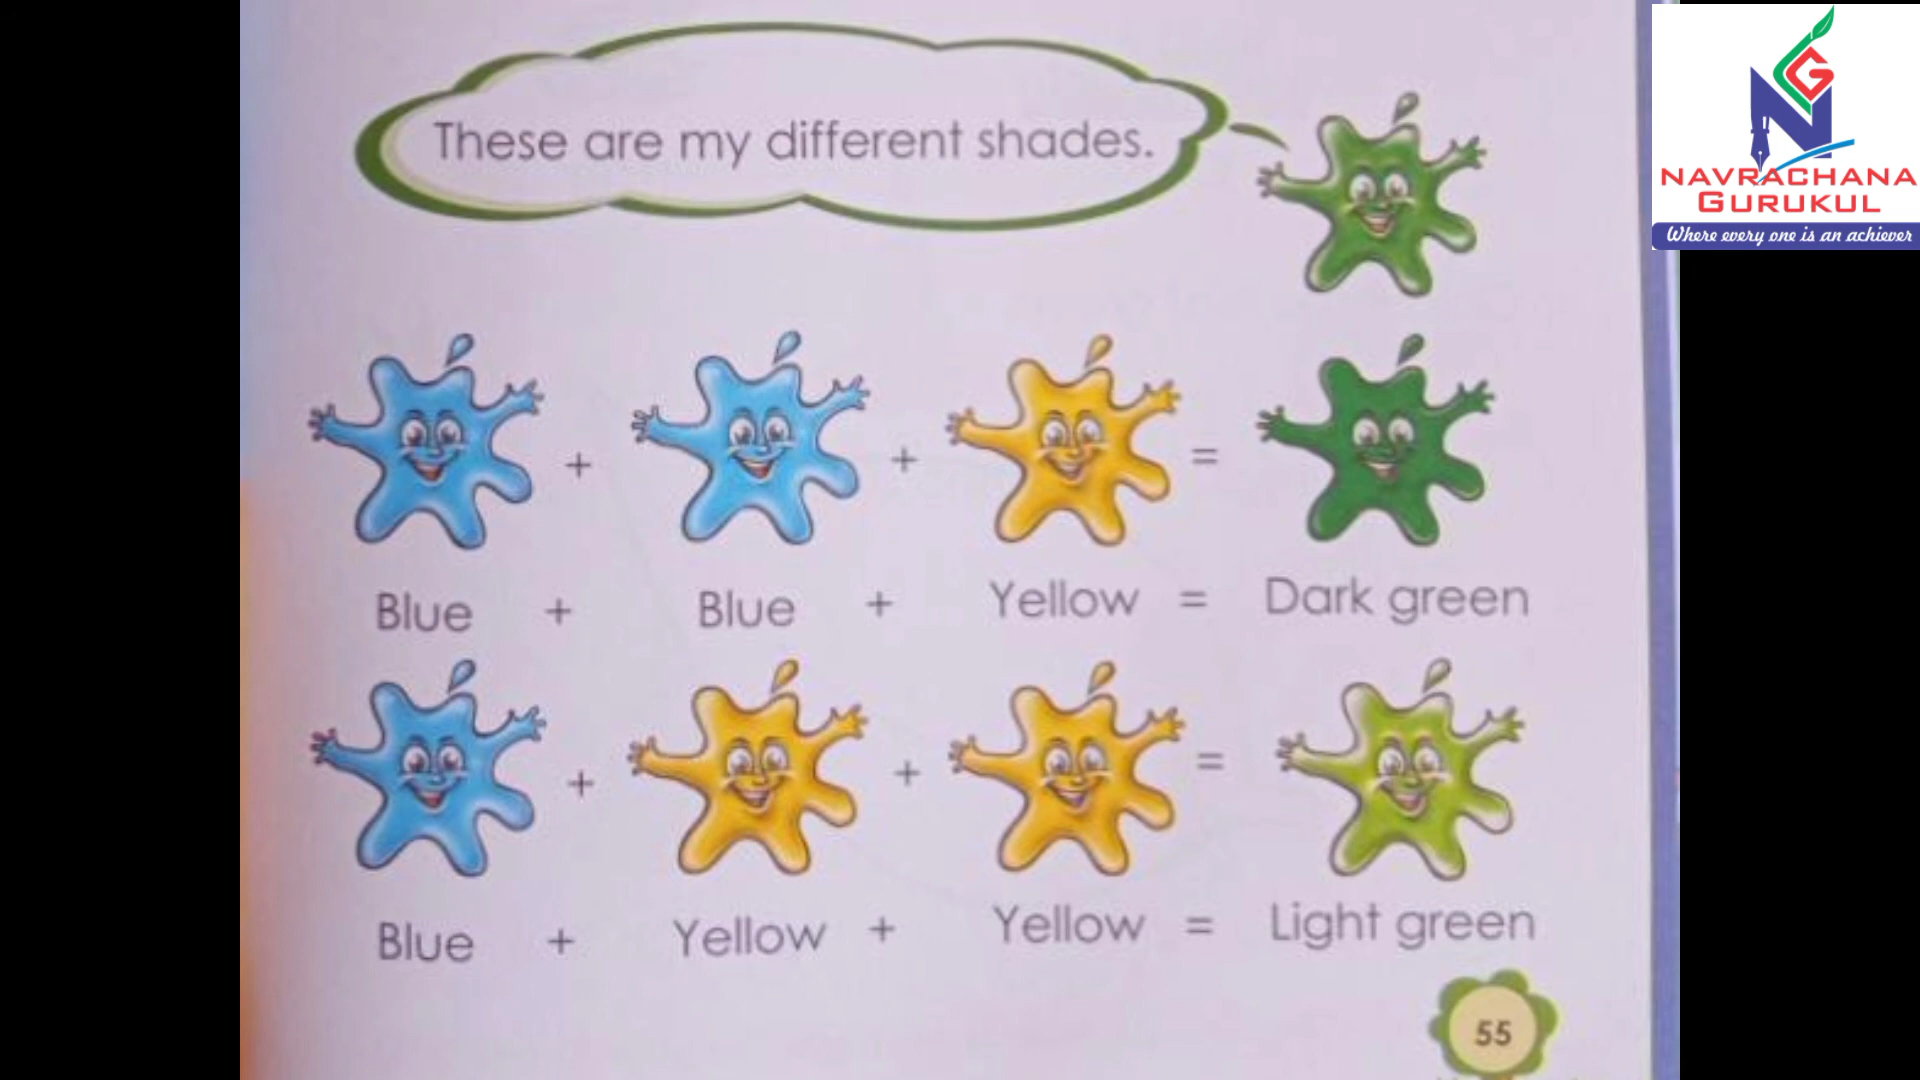 These are my different shades.
NAVRACHANA
GURUKUL
Where every one is an achiever
+ + =
Blue + Blue + Yellow = Dark green
+ + =
Blue + Yellow + Yellow = Light green
55